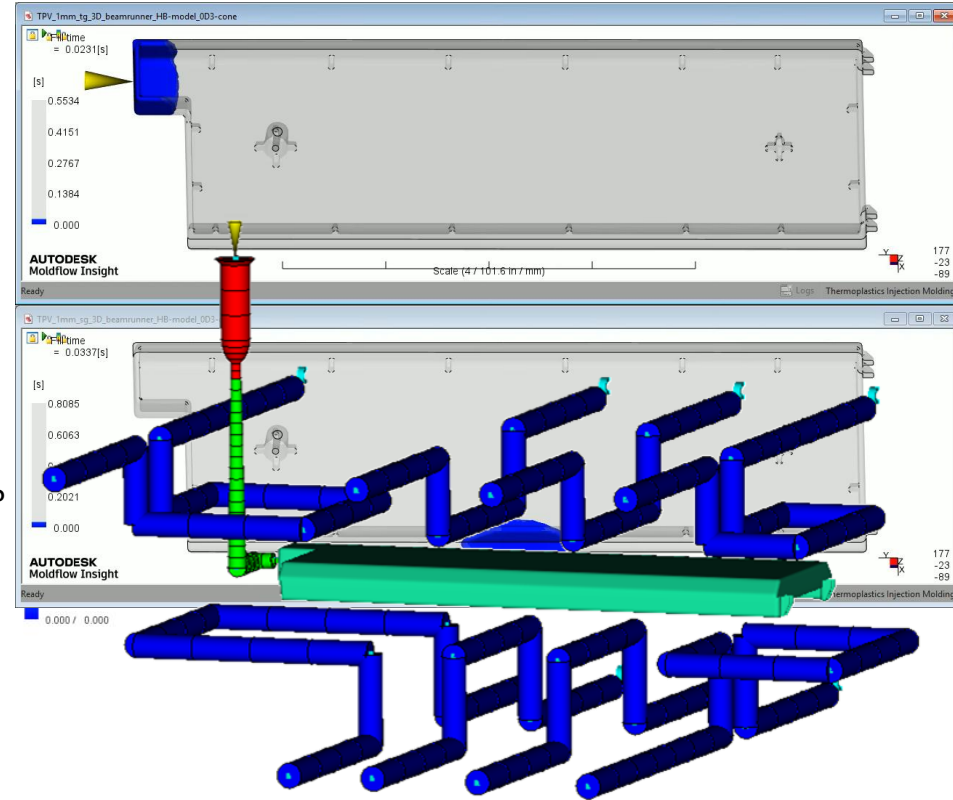 TPV_1mm_tg_3D_beamrunner_HB-model_0D3-cone
Fill time
= 0.0231[s]
[s]
0.5534
0.4151
0.2767
0.1384
0.000
AUTODESK
Moldflow Insight
Scale (4 / 101.6 in / mm)
Y Z
X
177
-23
-89
Ready
Logs Thermoplastics Injection Molding
TPV_1mm_sg_3D_beamrunner_HB-model_0D3-
Fill time
= 0.0337[s]
[s]
0.8085
0.6063
0.2021
0.000
AUTODESK
Moldflow Insight
Y Z
X
177
-23
-89
Ready
Injection Molding
0.000 / 0.000